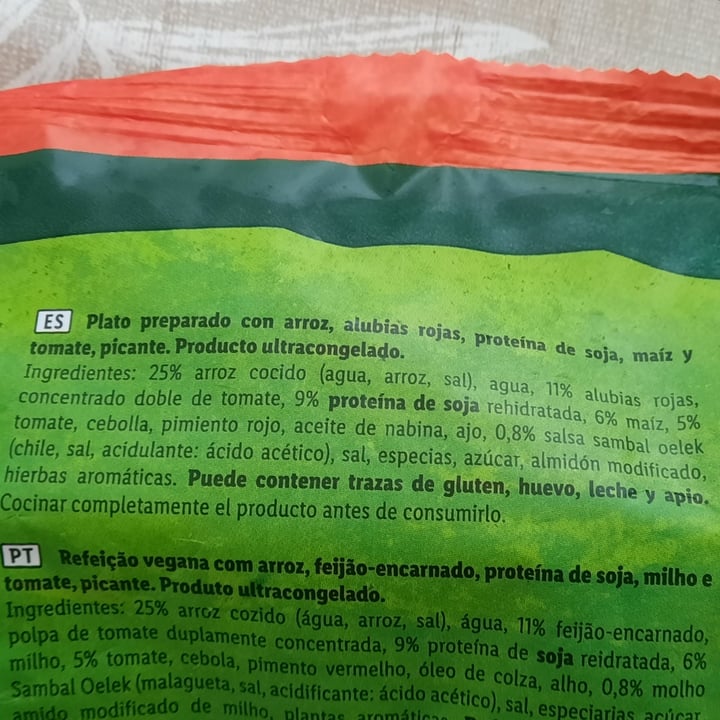 ES Plato preparado con arroz, alubias rojas, proteína de soja, maíz y
tomate, picante. Producto ultracongelado.
Ingredientes: 25% arroz cocido (agua, arroz, sal), agua, 11% alubias rojas,
concentrado doble de tomate, 9% proteína de soja rehidratada, 6% maíz, 5%
tomate, cebolla, pimiento rojo, aceite de nabina, ajo, 0,8% salsa sambal oelek
(chile, sal, acidulante: ácido acético), sal, especias, azúcar, almidón modificado,
hierbas aromáticas. Puede contener trazas de gluten, huevo, leche y apio.
Cocinar completamente el producto antes de consumirlo.
PT Refeição vegana com arroz, feijão-encarnado, proteína de soja, milho e
tomate, picante. Produto ultracongelado.
Ingredientes: 25% arroz cozido (água, arroz, sal), água, 11% feijão-encarnado,
polpa de tomate duplamente concentrada, 9% proteína de soja reidratada, 6%
milho, 5% tomate, cebola, pimento vermelho, óleo de colza, alho, 0,8% molho
Sambal Oelek (malagueta, sal, acidificante: ácido acético), sal, especiarias, açúcar,
amido modificado de milho, plantas aromáticas.